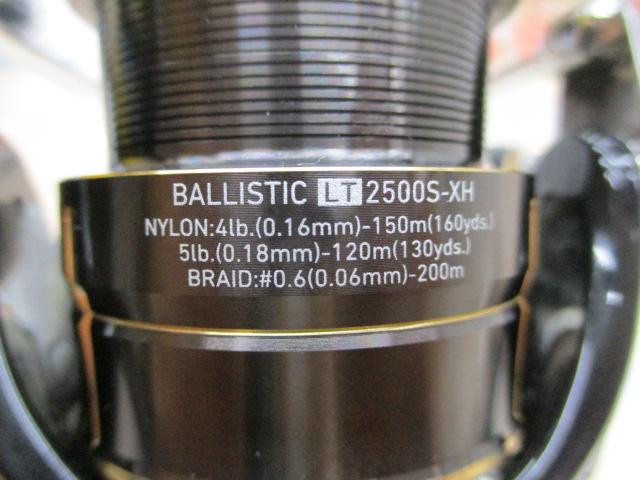 BALLISTIC LT 2500S-XH
NYLON:4lb.(0.16mm)-150m(160yds.)
5lb.(0.18mm)-120m(130yds.)
BRAID:#0.6(0.06mm)-200m